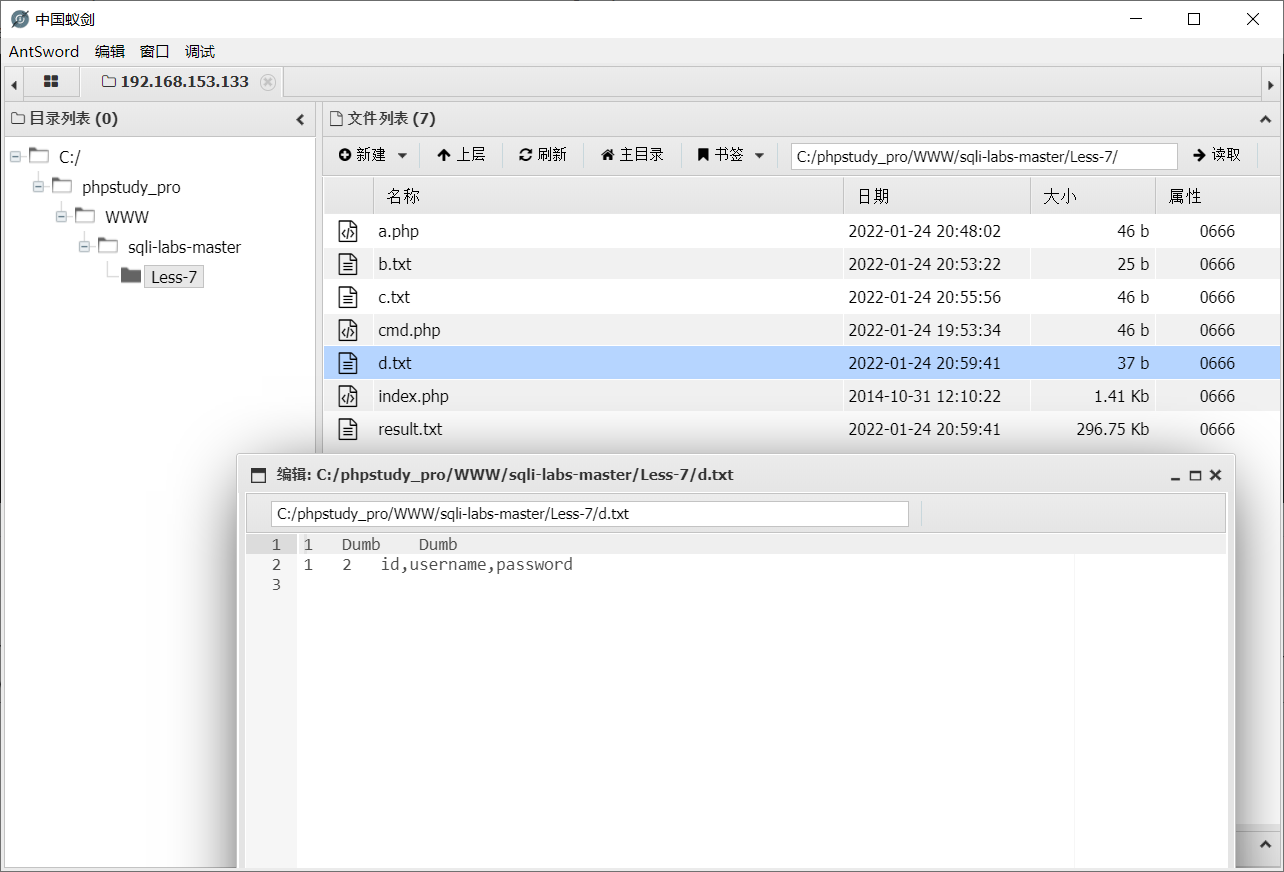 中国蚁剑
AntSword 编辑 窗口 调试
192.168.153.133
目录列表 (0)
C:/
phpstudy_pro
WWW
sqli-labs-master
Less-7
文件列表 (7)
新建 上层 刷新 主目录 书签 C:/phpstudy_pro/WWW/sqli-labs-master/Less-7/ 读取
名称 日期 大小 属性
a.php 2022-01-24 20:48:02 46 b 0666
b.txt 2022-01-24 20:53:22 25 b 0666
c.txt 2022-01-24 20:55:56 46 b 0666
cmd.php 2022-01-24 19:53:34 46 b 0666
d.txt 2022-01-24 20:59:41 37 b 0666
index.php 2014-10-31 12:10:22 1.41 Kb 0666
result.txt 2022-01-24 20:59:41 296.75 Kb 0666
编辑: C:/phpstudy_pro/WWW/sqli-labs-master/Less-7/d.txt
C:/phpstudy_pro/WWW/sqli-labs-master/Less-7/d.txt
1 1 Dumb Dumb
2 1 2 id,username,password
3